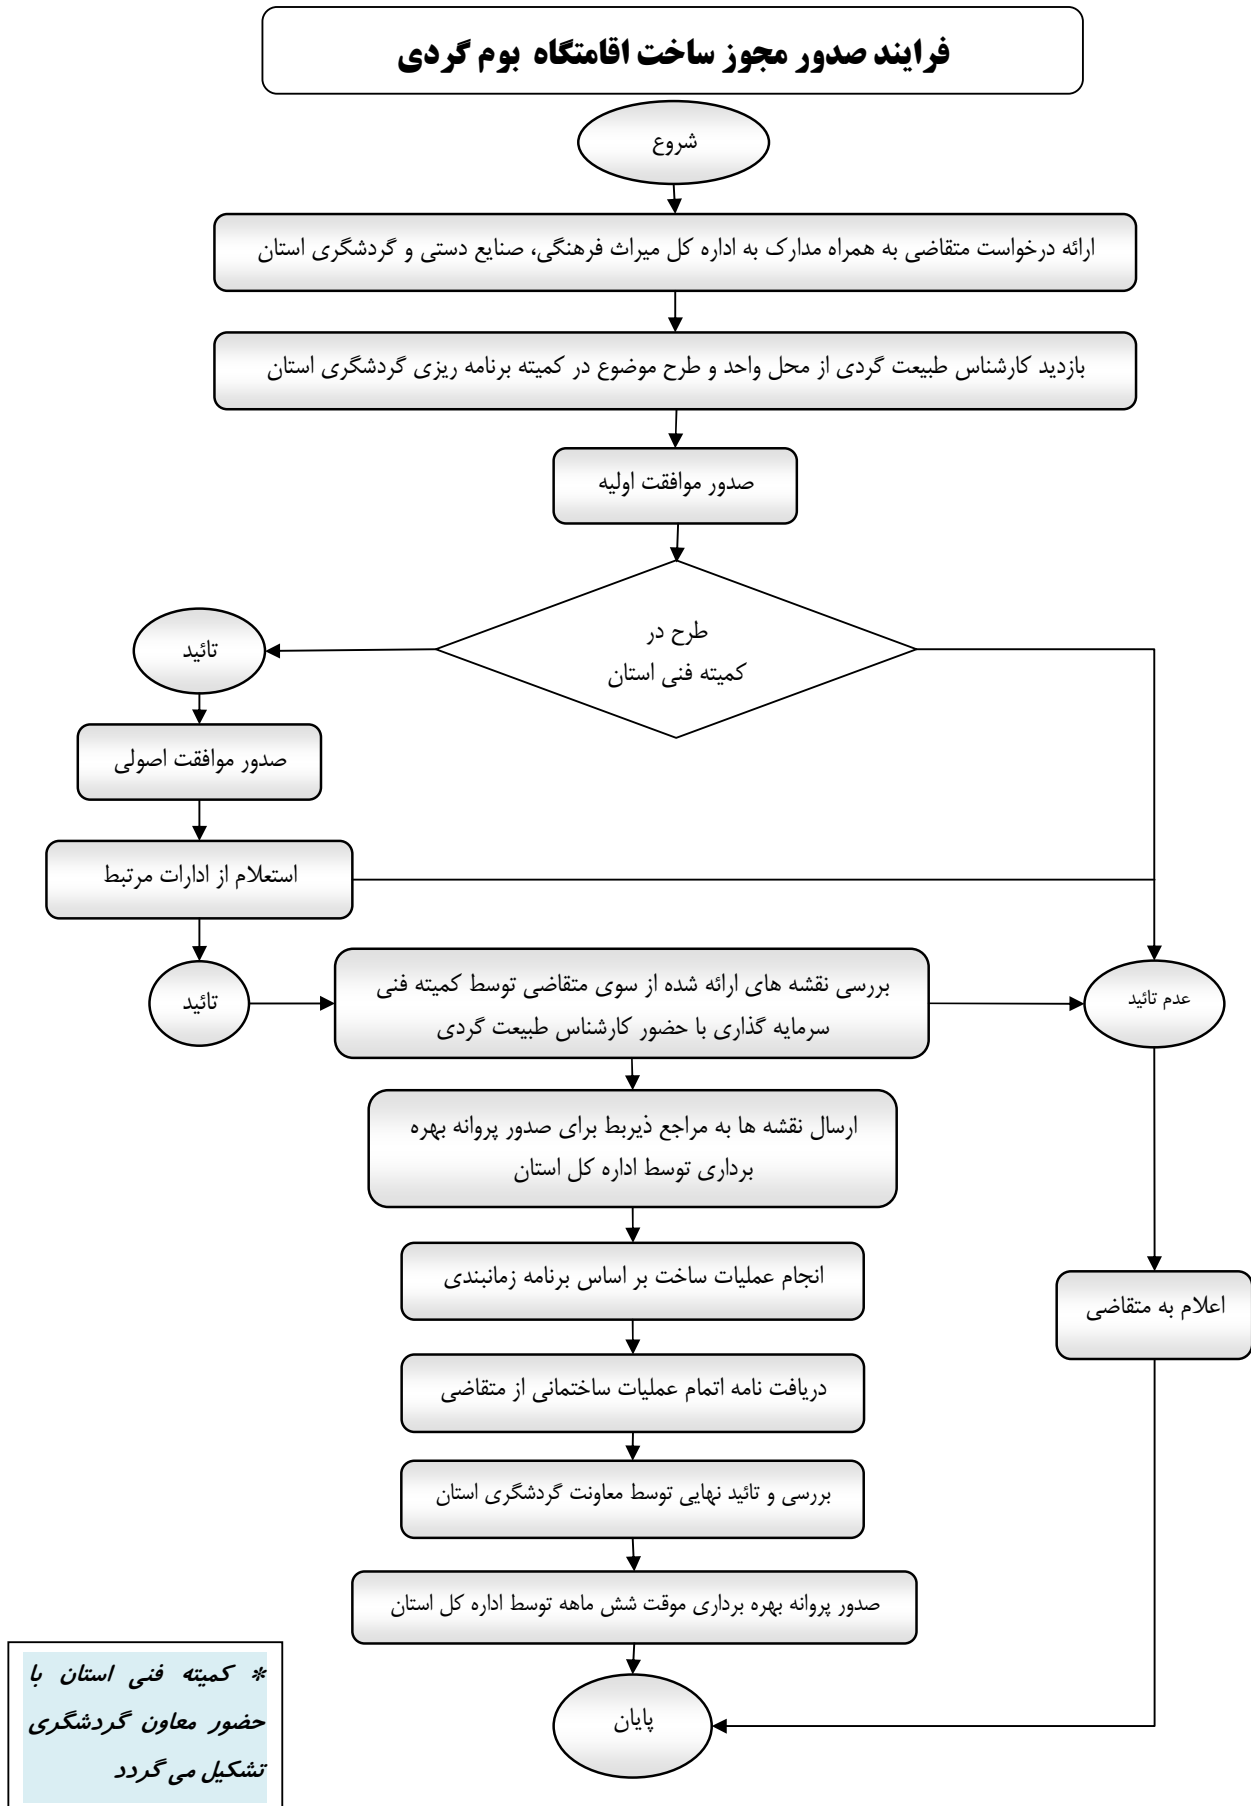 فرایند صدور مجوز ساخت اقامتگاه بوم گردی
شروع
ارائه درخواست متقاضی به همراه مدارک به اداره کل میراث فرهنگی، صنایع دستی و گردشگری استان
بازدید کارشناس طبیعت گردی از محل واحد و طرح موضوع در کمیته برنامه ریزی گردشگری استان
صدور موافقت اولیه
طرح در
کمیته فنی استان
تائید
صدور موافقت اصولی
استعلام از ادارات مرتبط
تائید
بررسی نقشه های ارائه شده از سوی متقاضی توسط کمیته فنی
سرمایه گذاری با حضور کارشناس طبیعت گردی
عدم تائید
ارسال نقشه ها به مراجع ذیربط برای صدور پروانه بهره
برداری توسط اداره کل استان
انجام عملیات ساخت بر اساس برنامه زمانبندی
اعلام به متقاضی
دریافت نامه اتمام عملیات ساختمانی از متقاضی
بررسی و تائید نهایی توسط معاونت گردشگری استان
صدور پروانه بهره برداری موقت شش ماهه توسط اداره کل استان
پایان
* کمیته فنی استان با
حضور معاون گردشگری
تشکیل می گردد